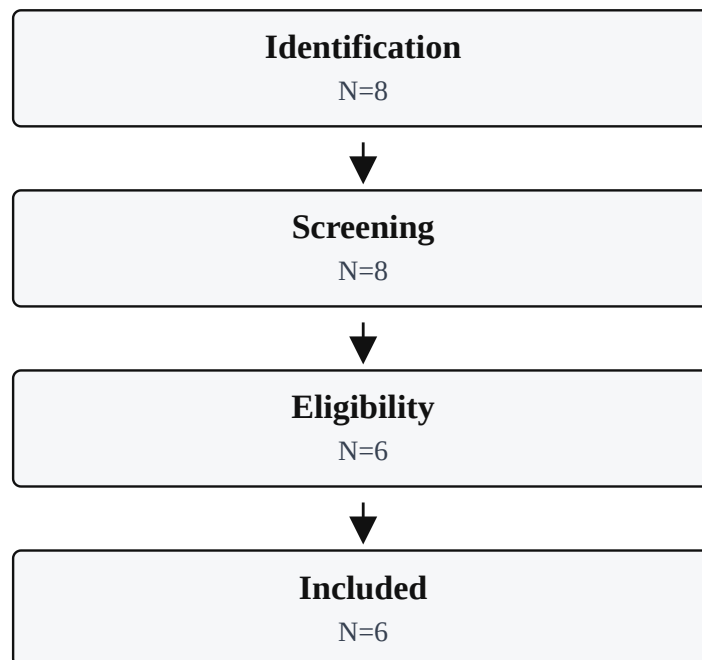 Identification
N=8
Screening
N=8
Eligibility
N=6
Included
N=6